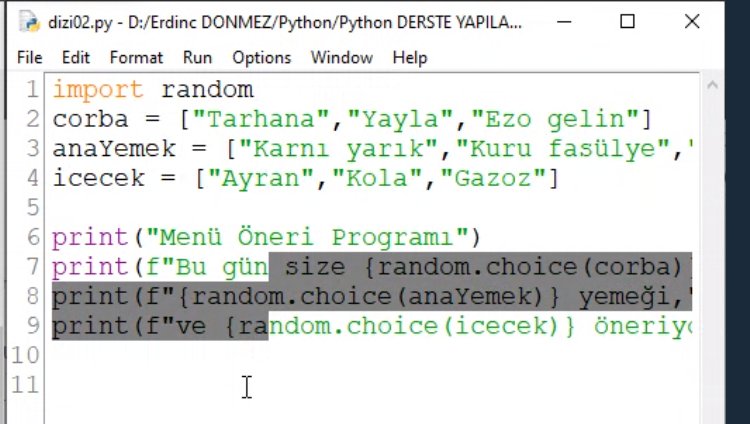 dizi02.py - D:/Erdinc DONMEZ/Python/Python DERSTE YAPILA...
File Edit Format Run Options Window Help
1 import random
2 corba = ["Tarhana","Yayla","Ezo gelin"]
3 anaYemek = ["Karnı yarık","Kuru fasülye","
4 icecek = ["Ayran","Kola","Gazoz"]
5
6 print("Menü Öneri Programı")
7 print(f"Bu gün size {random.choice(corba)}
8 print(f"{random.choice(anaYemek)} yemeği,"
9 print(f"ve {random.choice(icecek)} öneriyo
10
11